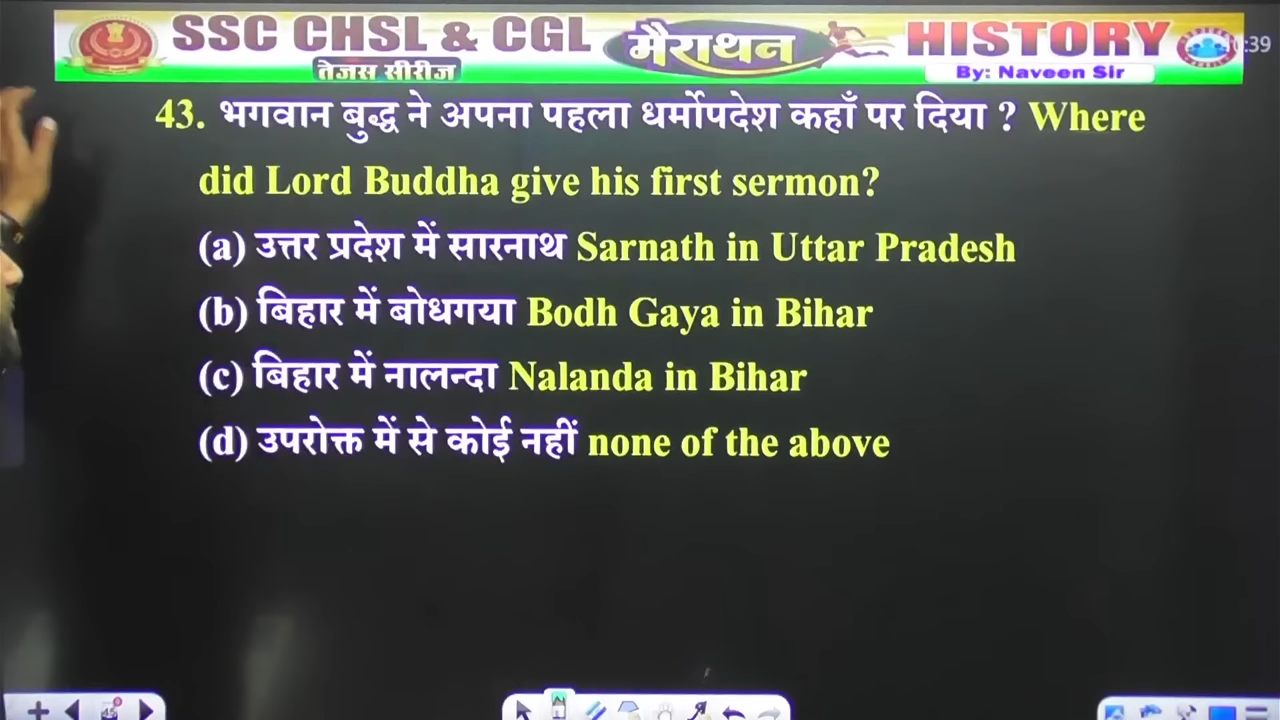 SSC CHSL & CGL
तेजस सीरीज
मैराथन
HISTORY
By: Naveen Sir
:39
43. भगवान बुद्ध ने अपना पहला धर्मोपदेश कहाँ पर दिया ? Where
did Lord Buddha give his first sermon?
(a) उत्तर प्रदेश में सारनाथ Sarnath in Uttar Pradesh
(b) बिहार में बोधगया Bodh Gaya in Bihar
(c) बिहार में नालन्दा Nalanda in Bihar
(d) उपरोक्त में से कोई नहीं none of the above